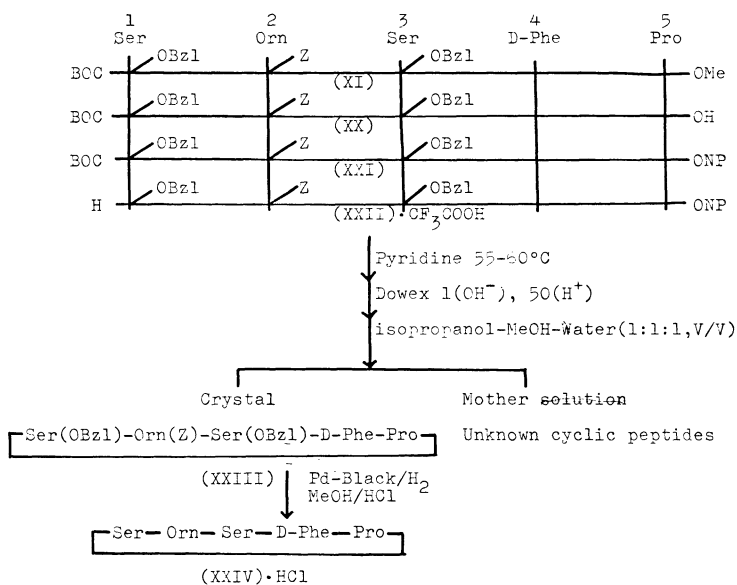 1 2 3 4 5
Ser Orn Ser D-Phe Pro
BOC OBzl Z OBzl OMe
(XI)
BOC OBzl Z OBzl OH
(XX)
BOC OBzl Z OBzl ONP
(XXI)
H OBzl Z OBzl ONP
(XXII)·CF3COOH
Pyridine 55-60°C
Dowex 1(OH⁻), 50(H⁺)
isopropanol-MeOH-Water(1:1:1,V/V)
Crystal Mother solution
Ser(OBzl)-Orn(Z)-Ser(OBzl)-D-Phe-Pro Unknown cyclic peptides
(XXIII) Pd-Black/H2
MeOH/HCl
Ser-Orn-Ser-D-Phe-Pro
(XXIV)·HCl